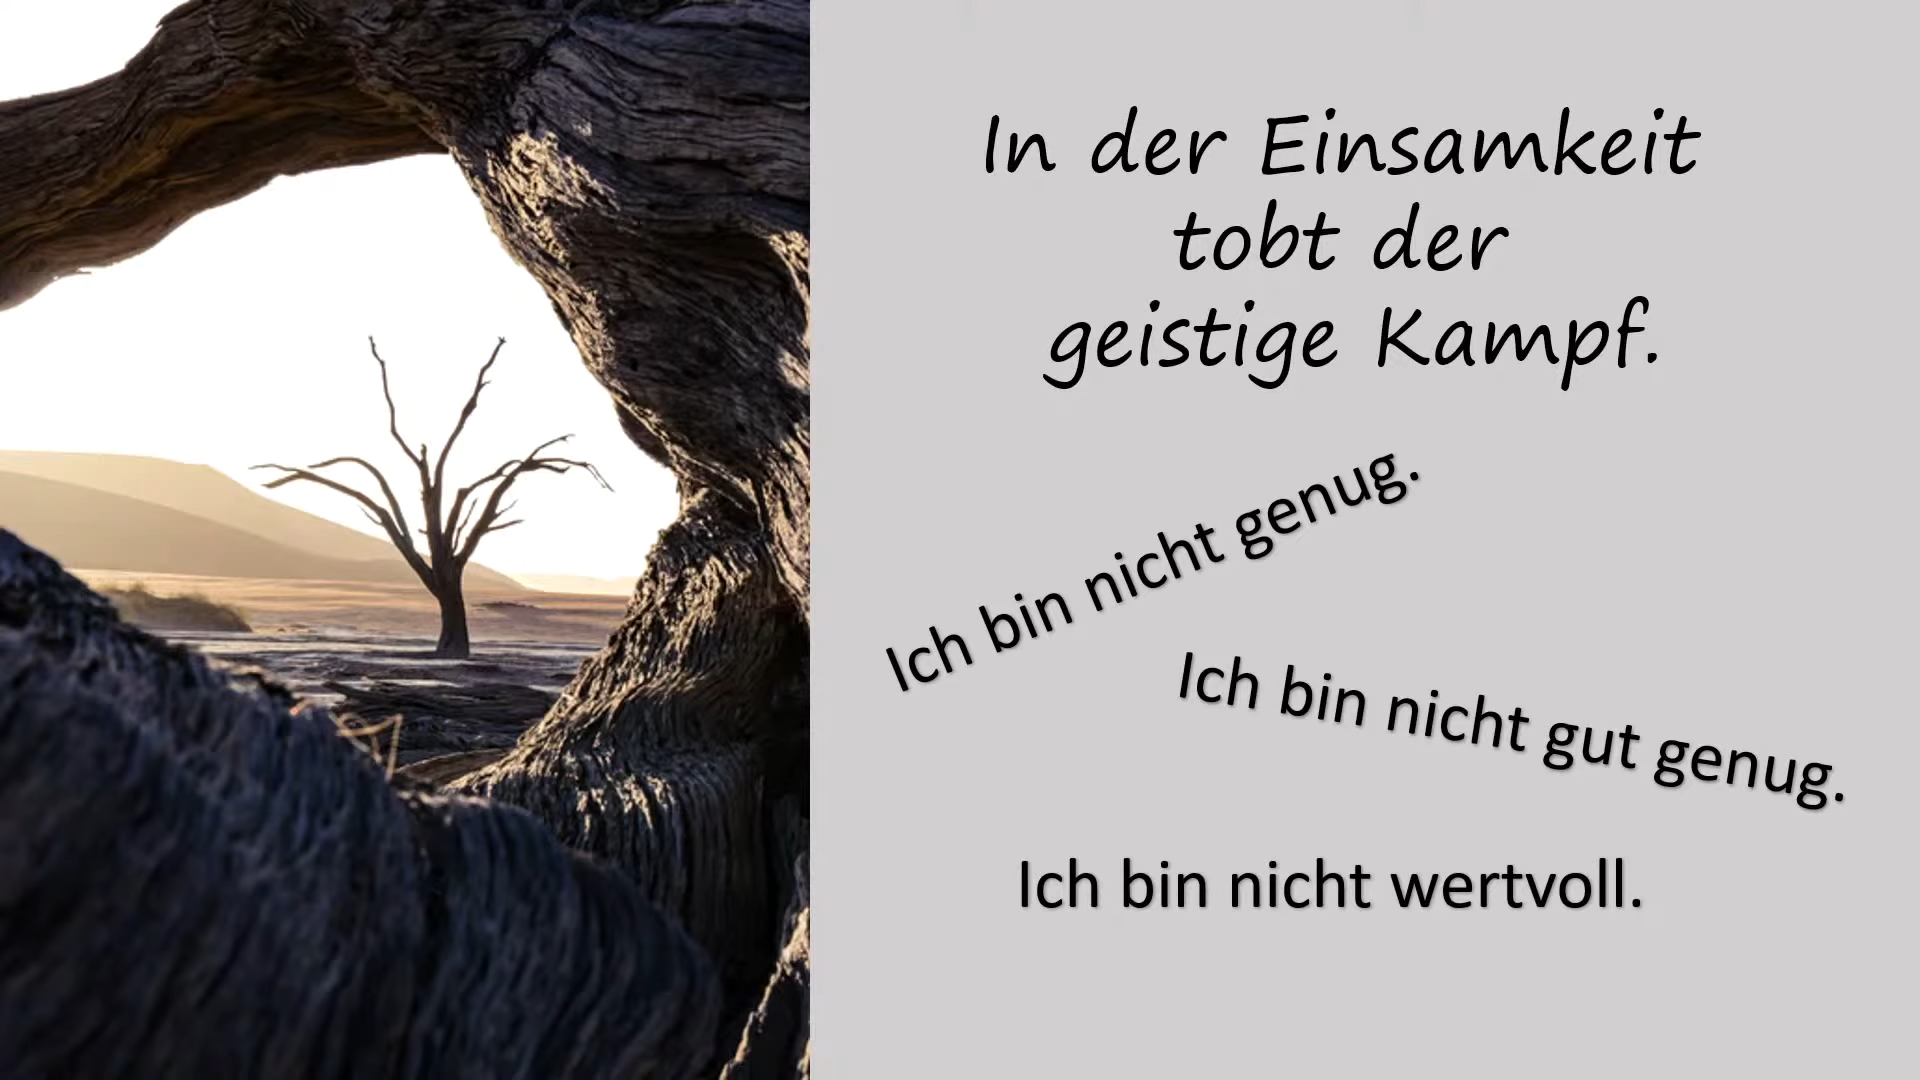 In der Einsamkeit
tobt der
geistige Kampf.
Ich bin nicht genug.
Ich bin nicht gut genug.
Ich bin nicht wertvoll.